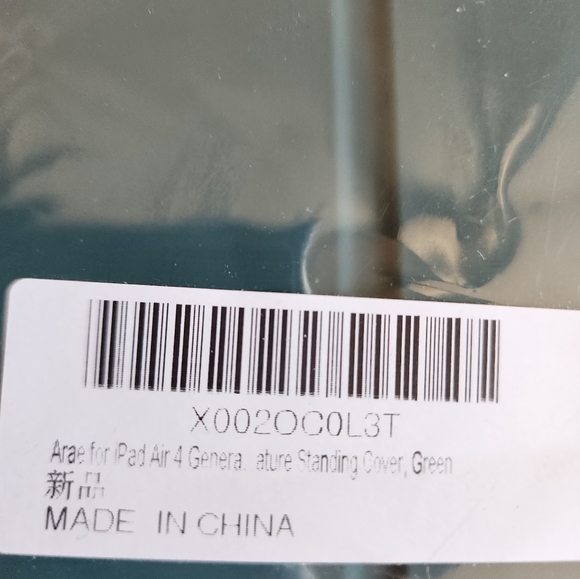 X002OC0L3T
Arae for iPad Air 4 Genera. ature Standing Cover, Green
新品
MADE IN CHINA